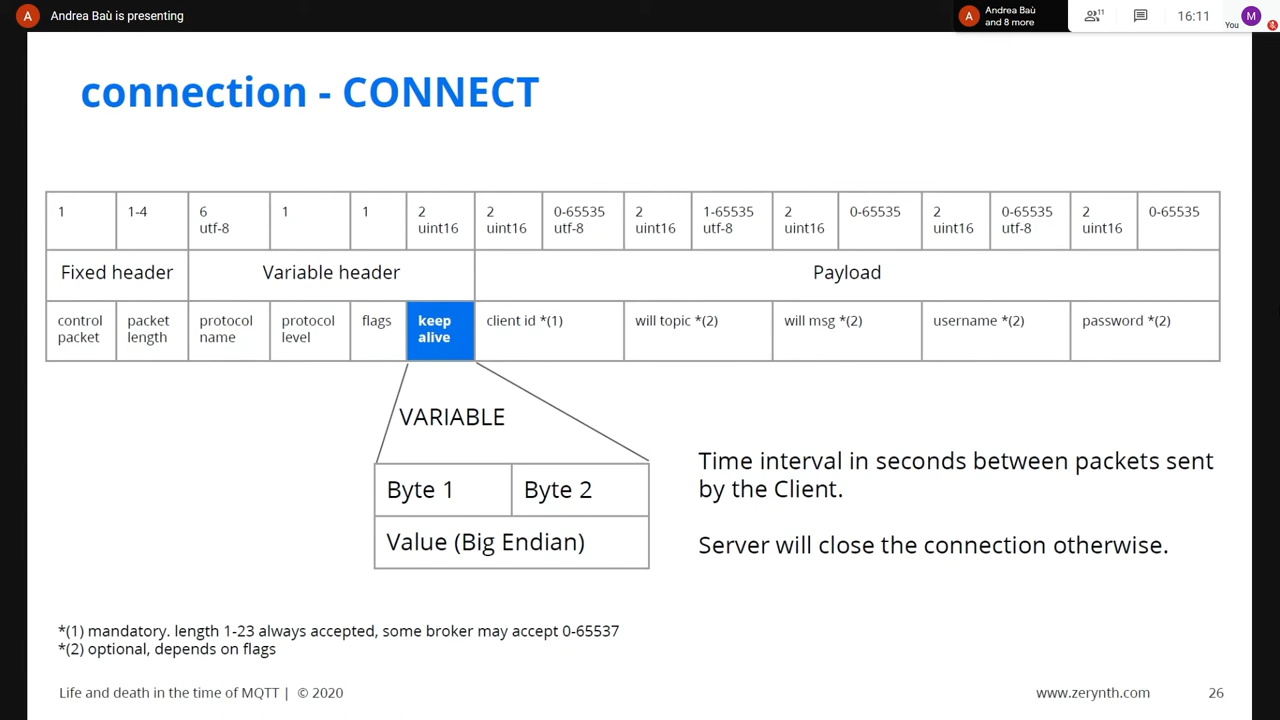 A Andrea Baù is presenting
A Andrea Baù and 8 more
11
16:11
You M
connection - CONNECT
1 1-4 6 utf-8 1 1 2 uint16 2 uint16 0-65535 utf-8 2 uint16 1-65535 utf-8 2 uint16 0-65535 2 uint16 0-65535 utf-8 2 uint16 0-65535
Fixed header Variable header Payload
control packet packet length protocol name protocol level flags keep alive client id *(1) will topic *(2) will msg *(2) username *(2) password *(2)
VARIABLE
Byte 1 Byte 2
Value (Big Endian)
Time interval in seconds between packets sent
by the Client.
Server will close the connection otherwise.
*(1) mandatory. length 1-23 always accepted, some broker may accept 0-65537
*(2) optional, depends on flags
Life and death in the time of MQTT | © 2020
www.zerynth.com
26